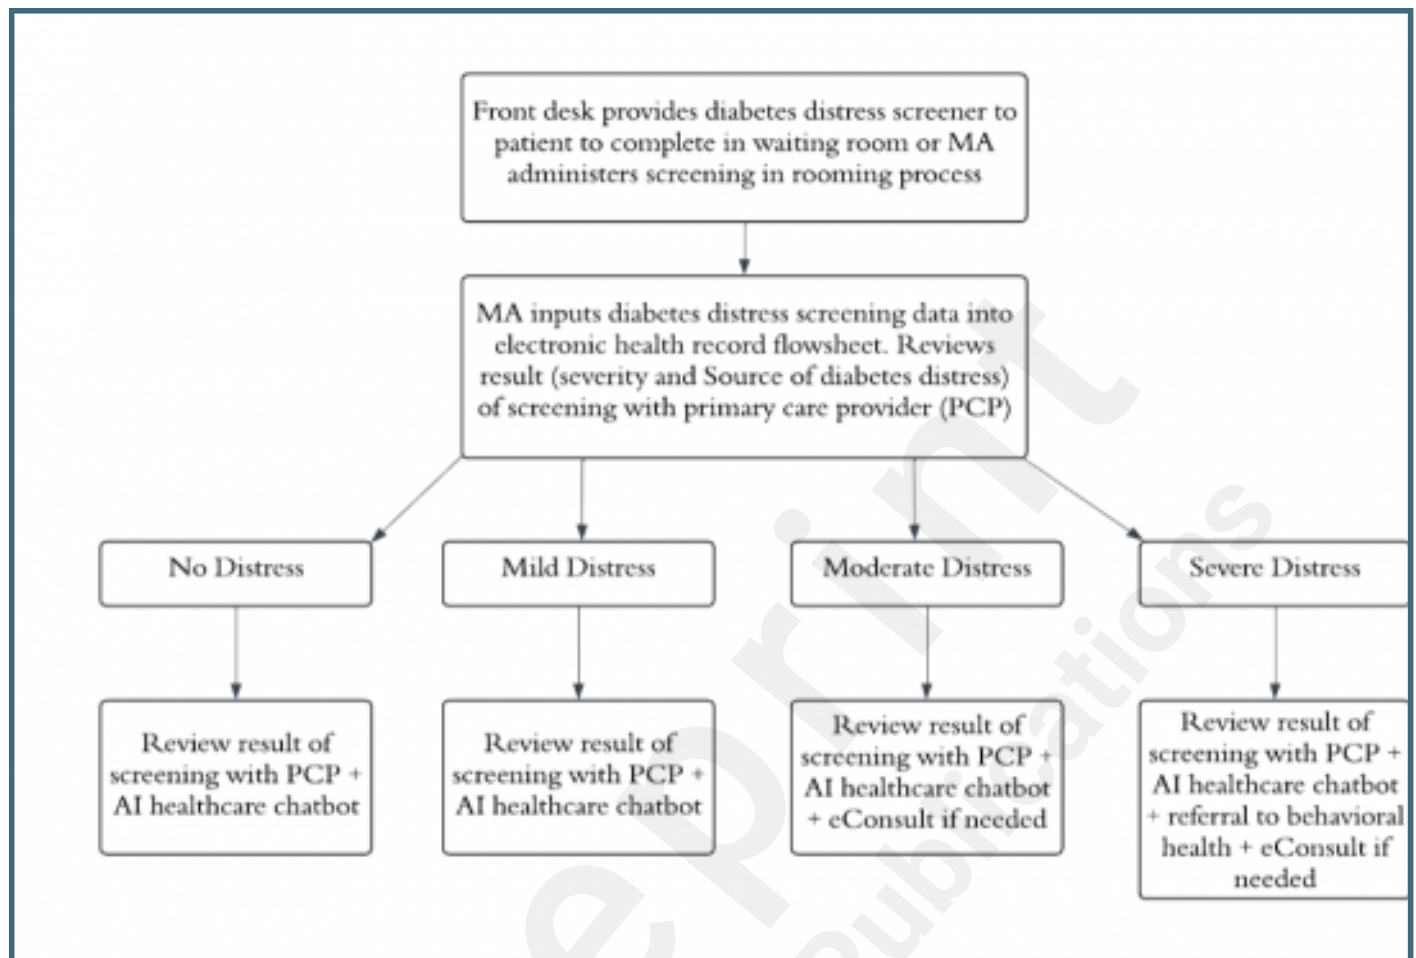 Front desk provides diabetes distress screener to
patient to complete in waiting room or MA
administers screening in rooming process
MA inputs diabetes distress screening data into
electronic health record flowsheet. Reviews
result (severity and Source of diabetes distress)
of screening with primary care provider (PCP)
No Distress
Mild Distress
Moderate Distress
Severe Distress
Review result of
screening with PCP +
AI healthcare chatbot
Review result of
screening with PCP +
AI healthcare chatbot
Review result of
screening with PCP +
AI healthcare chatbot
+ eConsult if needed
Review result of
screening with PCP +
AI healthcare chatbot
+ referral to behavioral
health + eConsult if
needed
eprint
Publications